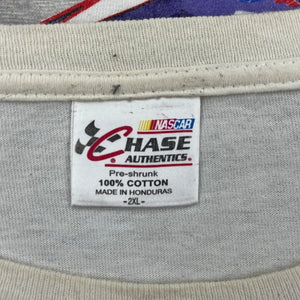 NASCAR
CHASE
AUTHENTICS.
Pre-shrunk
100% COTTON
MADE IN HONDURAS
-2XL-